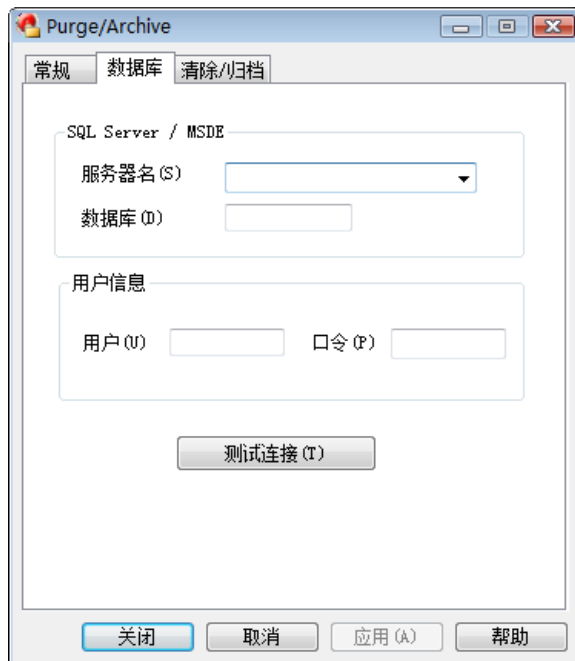 Purge/Archive
常规 数据库 清除/归档
SQL Server / MSDE
服务器名(S)
数据库(D)
用户信息
用户(U) 口令(P)
测试连接(T)
关闭 取消 应用(A) 帮助